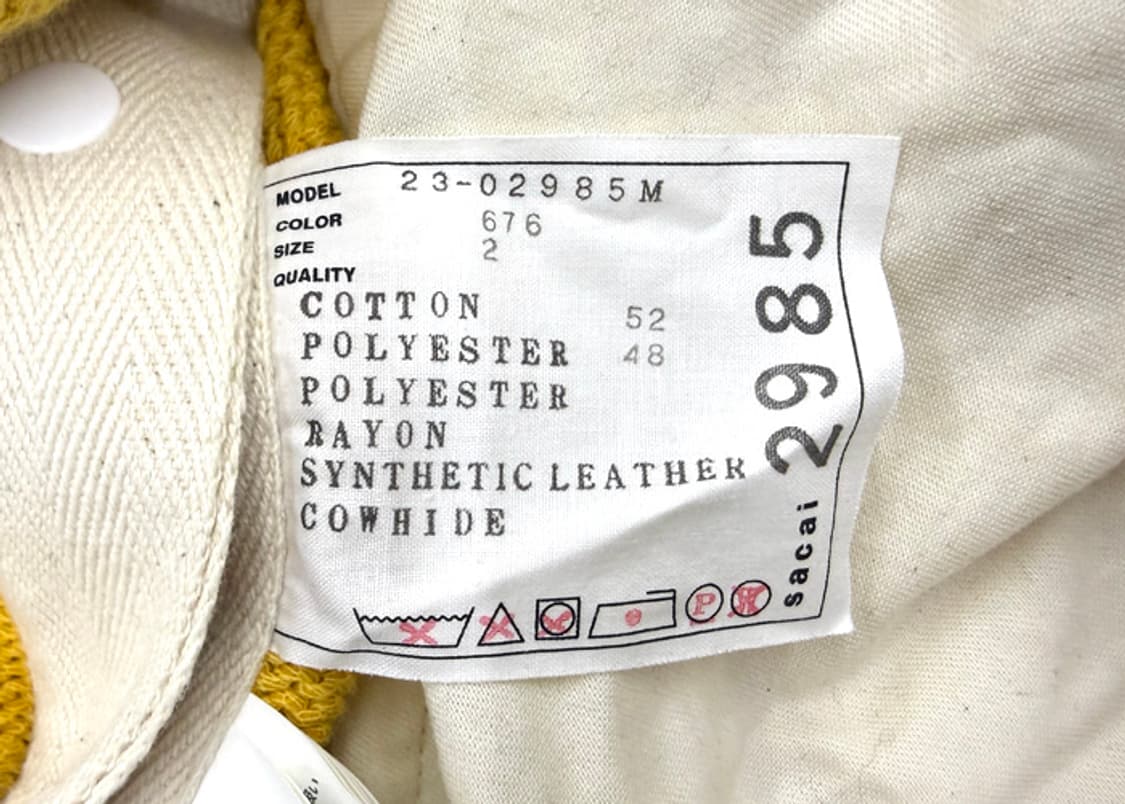 MODEL 23-02985M
COLOR 676
SIZE 2
QUALITY
COTTON 52
POLYESTER 48
POLYESTER
RAYON
SYNTHETIC LEATHER
COWHIDE
P W
sacai 2985